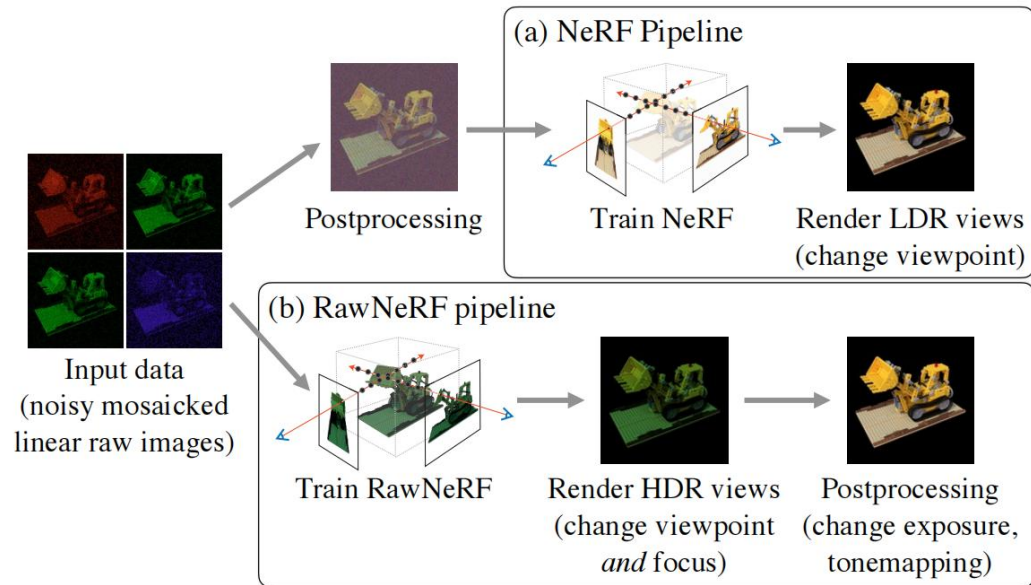 (a) NeRF Pipeline
Postprocessing
Train NeRF
Render LDR views
(change viewpoint)
Input data
(noisy mosaicked
linear raw images)
(b) RawNeRF pipeline
Train RawNeRF
Render HDR views
(change viewpoint
and focus)
Postprocessing
(change exposure,
tonemapping)